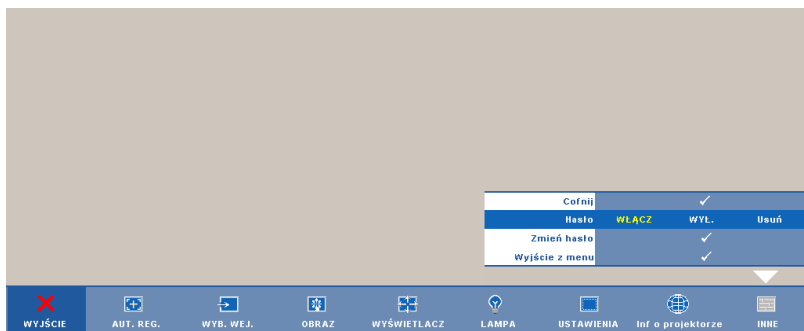 Cofnij
Hasło WŁĄCZ WYŁ. Usuń
Zmień hasło
Wyjście z menu
WYJŚCIE AUT. REG. WYB. WEJ. OBRAZ WYŚWIETLACZ LAMPA USTAWIENIA Inf o projektorze INNE